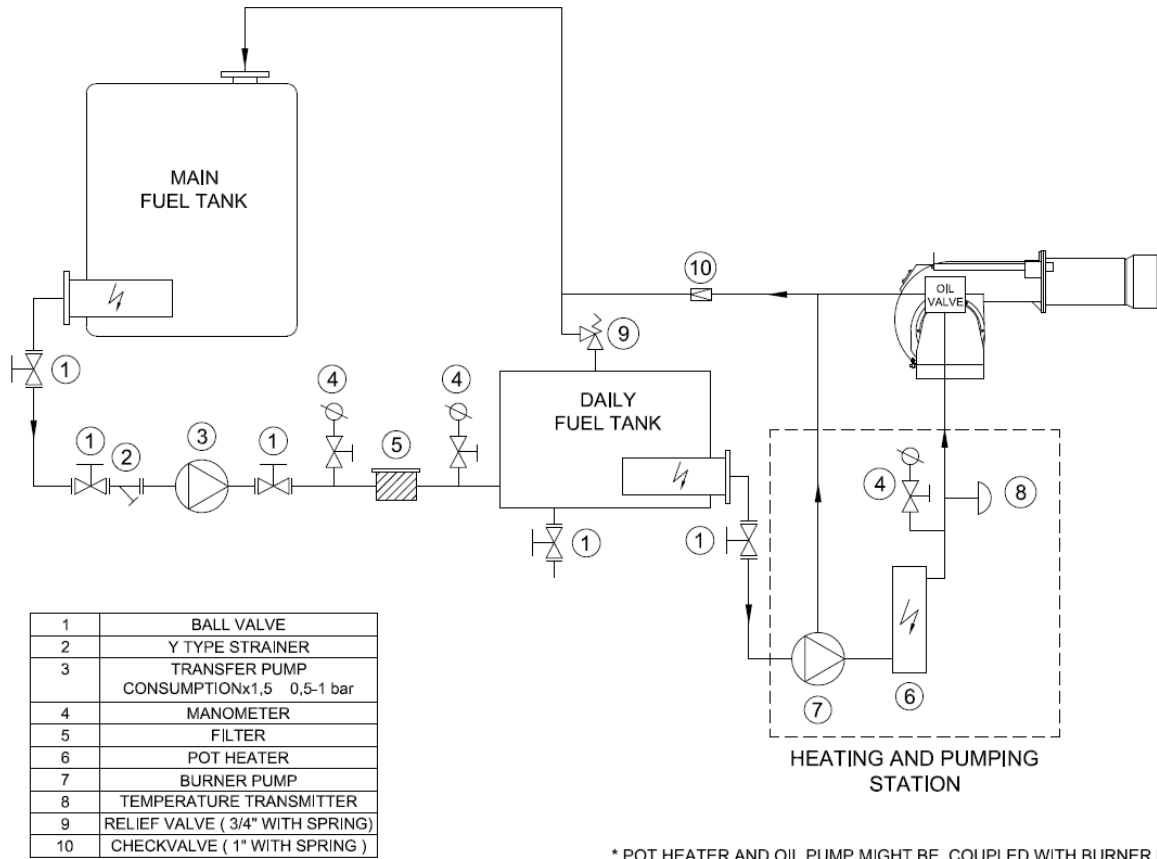 MAIN
FUEL TANK
10
OIL
VALVE
9
1
4
4
DAILY
FUEL TANK
1
2
3
1
5
4
8
1
1
7
6
HEATING AND PUMPING
STATION
1 BALL VALVE
2 Y TYPE STRAINER
3 TRANSFER PUMP
CONSUMPTIONx1,5 0,5-1 bar
4 MANOMETER
5 FILTER
6 POT HEATER
7 BURNER PUMP
8 TEMPERATURE TRANSMITTER
9 RELIEF VALVE ( 3/4" WITH SPRING)
10 CHECKVALVE ( 1" WITH SPRING )
* POT HEATER AND OIL PUMP MIGHT BE COUPLED WITH BURNER